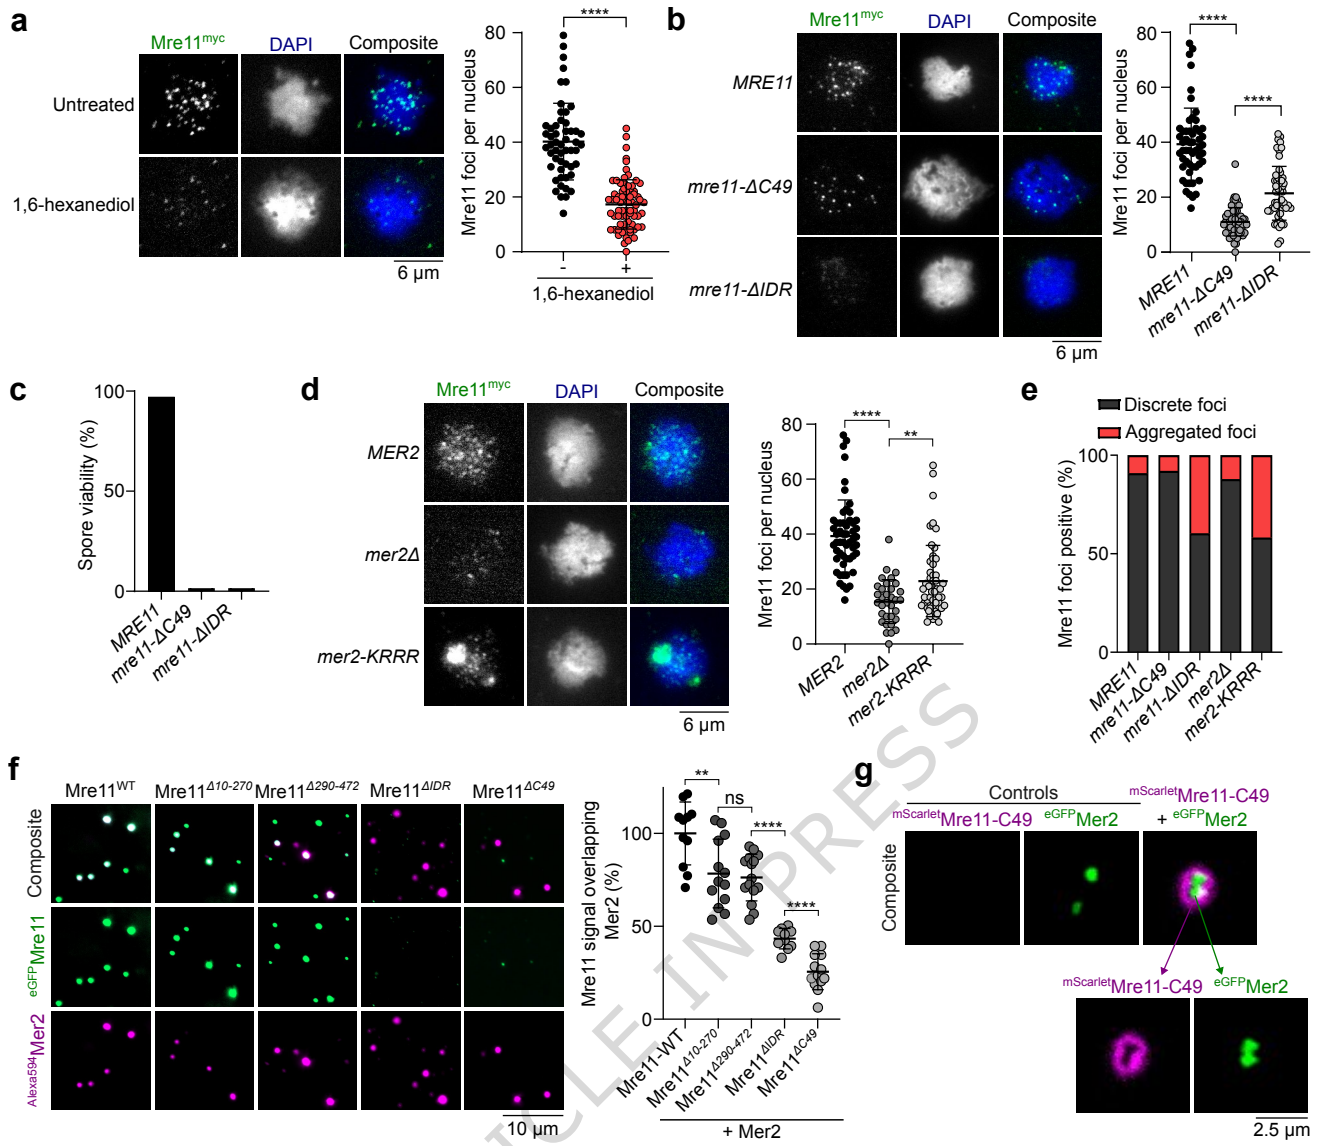 a
Mre11myc
DAPI
Composite
Untreated
1,6-hexanediol
6 µm
Mre11 foci per nucleus
80
60
40
20
0
****
-
+
1,6-hexanediol
b
Mre11myc
DAPI
Composite
MRE11
mre11-ΔC49
mre11-ΔIDR
6 µm
Mre11 foci per nucleus
80
60
40
20
0
****
****
MRE11
mre11-ΔC49
mre11-ΔIDR
c
Spore viability (%)
100
50
0
MRE11
mre11-ΔC49
mre11-ΔIDR
d
Mre11myc
DAPI
Composite
MER2
mer2Δ
mer2-KRRR
6 µm
Mre11 foci per nucleus
80
60
40
20
0
****
**
MER2
mer2Δ
mer2-KRRR
e
Discrete foci
Aggregated foci
Mre11 foci positive (%)
100
50
0
MRE11
mre11-ΔC49
mre11-ΔIDR
mer2Δ
mer2-KRRR
f
Mre11WT
Mre11Δ10-270
Mre11Δ290-472
Mre11ΔIDR
Mre11ΔC49
Composite
eGFPMre11
Alexa594Mer2
10 µm
Mre11 signal overlapping
Mer2 (%)
100
50
0
**
ns
****
****
Mre11-WT
Mre11Δ10-270
Mre11Δ290-472
Mre11ΔIDR
Mre11ΔC49
+ Mer2
g
Controls
mScarletMre11-C49
eGFPMer2
mScarletMre11-C49
+ eGFPMer2
Composite
mScarletMre11-C49
eGFPMer2
2.5 µm
ICLE IN PRESS